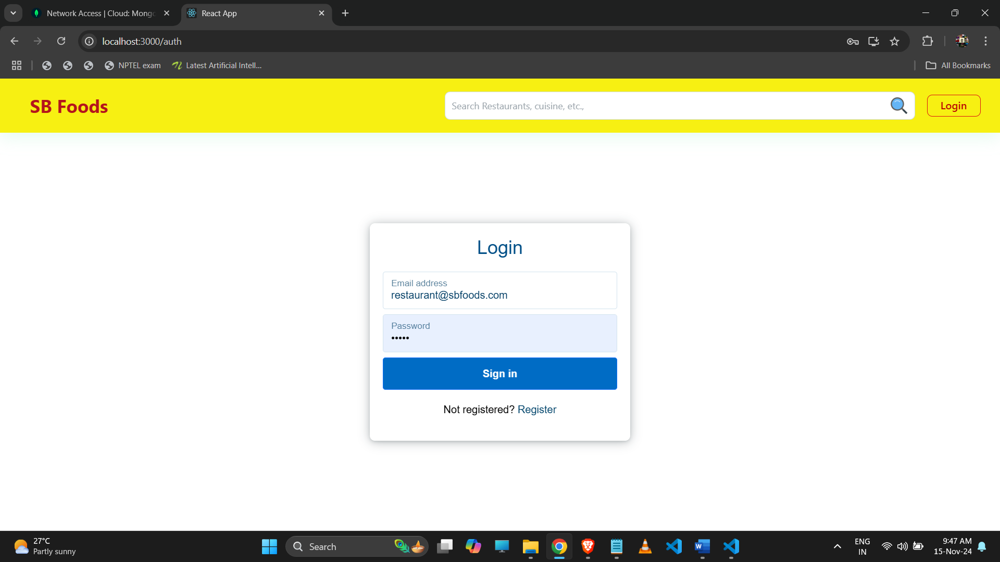 Network Access | Cloud: Mong
React App
localhost:3000/auth
NPTEL exam
Latest Artificial Intell...
All Bookmarks
SB Foods
Search Restaurants, cuisine, etc.,
Login
Login
Email address
restaurant@sbfoods.com
Password
•••••
Sign in
Not registered? Register
27°C
Partly sunny
Search
ENG
IN
9:47 AM
15-Nov-24